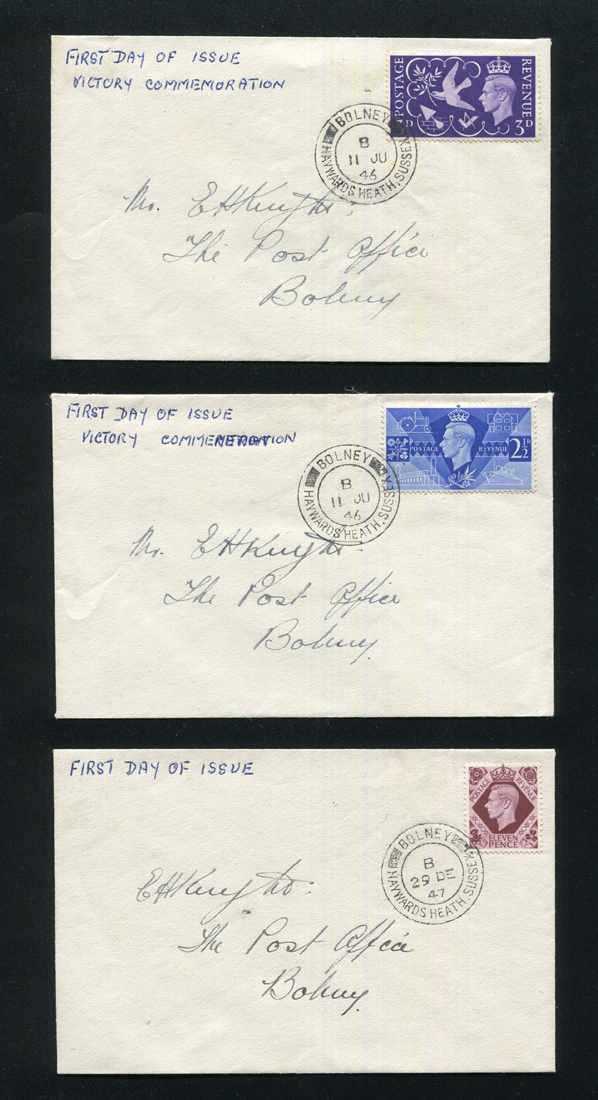 FIRST DAY OF ISSUE
VICTORY COMMEMORATION
POSTAGE REVENUE
3D 3D
BOLNEY
HAYWARDS HEATH. SUSSEX
B
11 JU
46
Mr. E H Knight.
The Post Office
Bolney
FIRST DAY OF ISSUE
VICTORY COMMEMORATION
POSTAGE REVENUE
2½D
BOLNEY
HAYWARDS HEATH. SUSSEX
B
11 JU
46
Mr. E H Knight.
The Post Office
Bolney
FIRST DAY OF ISSUE
POSTAGE REVENUE
ELEVEN
PENCE
BOLNEY
HAYWARDS HEATH. SUSSEX
B
29 DE
47
E H Knight.
The Post Office
Bolney